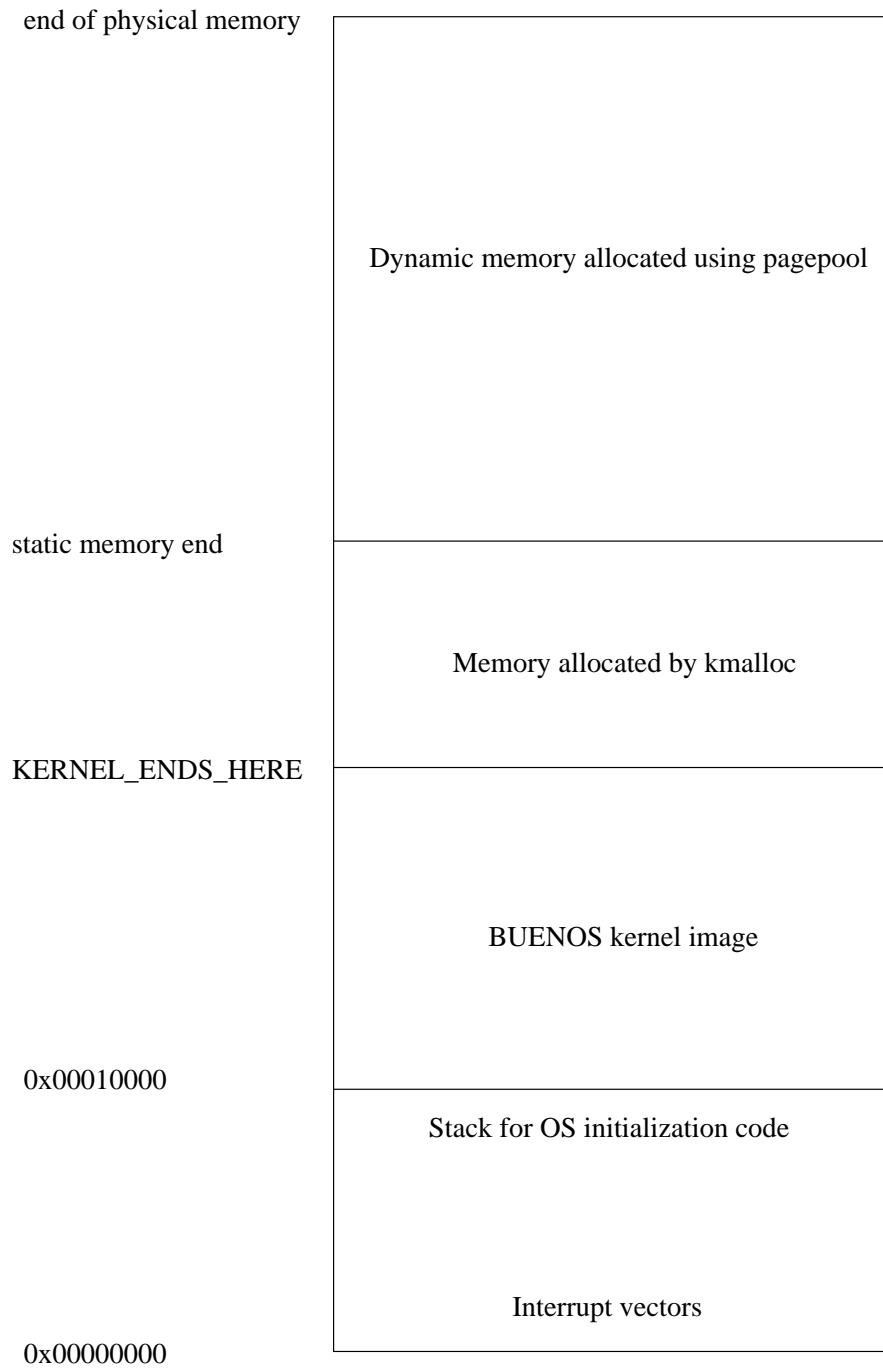 end of physical memory
Dynamic memory allocated using pagepool
static memory end
Memory allocated by kmalloc
KERNEL_ENDS_HERE
BUENOS kernel image
0x00010000
Stack for OS initialization code
Interrupt vectors
0x00000000